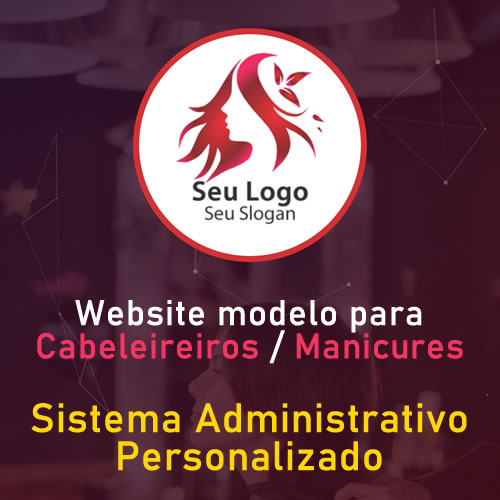 Seu Logo
Seu Slogan
Website modelo para
Cabeleireiros / Manicures
Sistema Administrativo
Personalizado